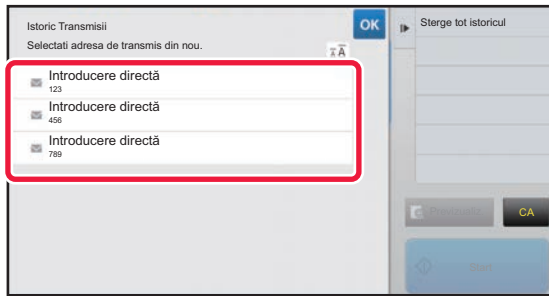 Istoric Transmisii
OK
Sterge tot istoricul
Selectati adresa de transmis din nou.
Introducere directă
123
Introducere directă
456
Introducere directă
789
CA
Start